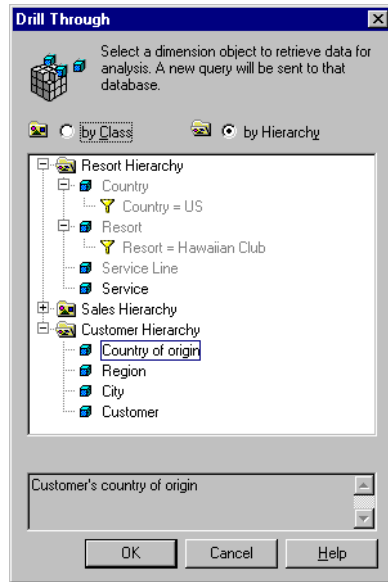 Drill Through
Select a dimension object to retrieve data for
analysis. A new query will be sent to that
database.
by Class
by Hierarchy
Resort Hierarchy
Country
Country = US
Resort
Resort = Hawaiian Club
Service Line
Service
Sales Hierarchy
Customer Hierarchy
Country of origin
Region
City
Customer
Customer's country of origin
OK
Cancel
Help